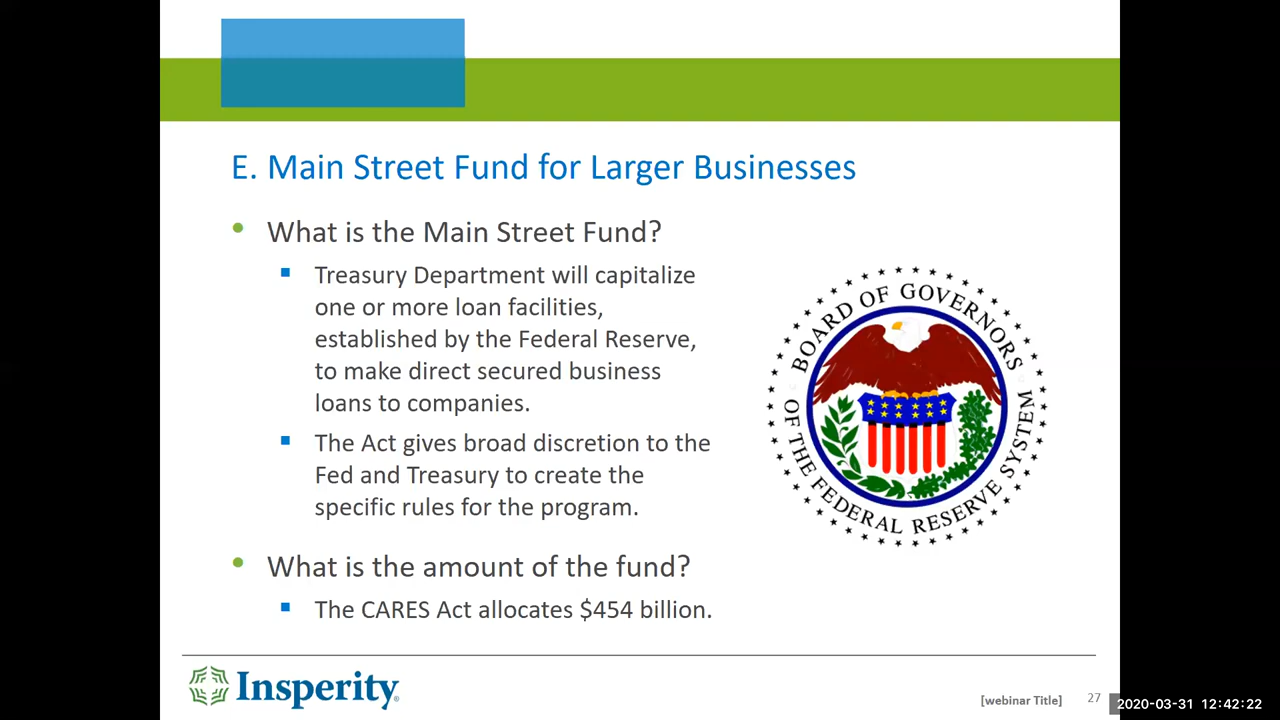 E. Main Street Fund for Larger Businesses
• What is the Main Street Fund?
▪ Treasury Department will capitalize
one or more loan facilities,
established by the Federal Reserve,
to make direct secured business
loans to companies.
▪ The Act gives broad discretion to the
Fed and Treasury to create the
specific rules for the program.
• What is the amount of the fund?
▪ The CARES Act allocates $454 billion.
BOARD OF GOVERNORS
OF THE FEDERAL RESERVE SYSTEM
Insperity
[webinar Title]
27
2020-03-31 12:42:22